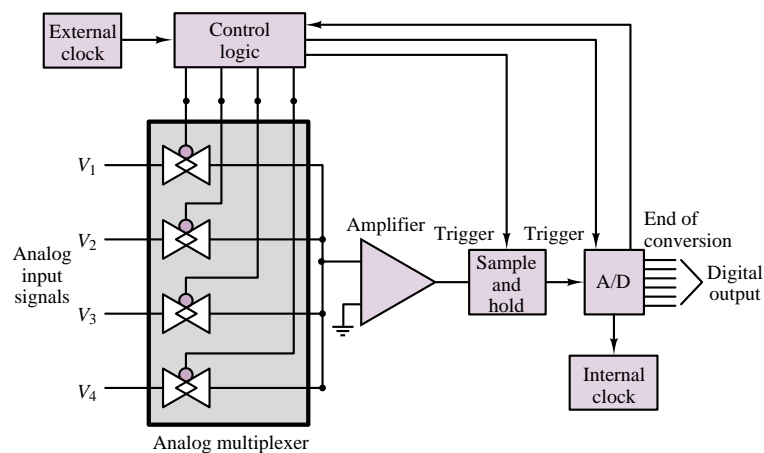 External
clock
Control
logic
V1
V2
V3
V4
Analog
input
signals
Amplifier
Trigger
Trigger
End of
conversion
Sample
and
hold
A/D
Digital
output
Internal
clock
Analog multiplexer